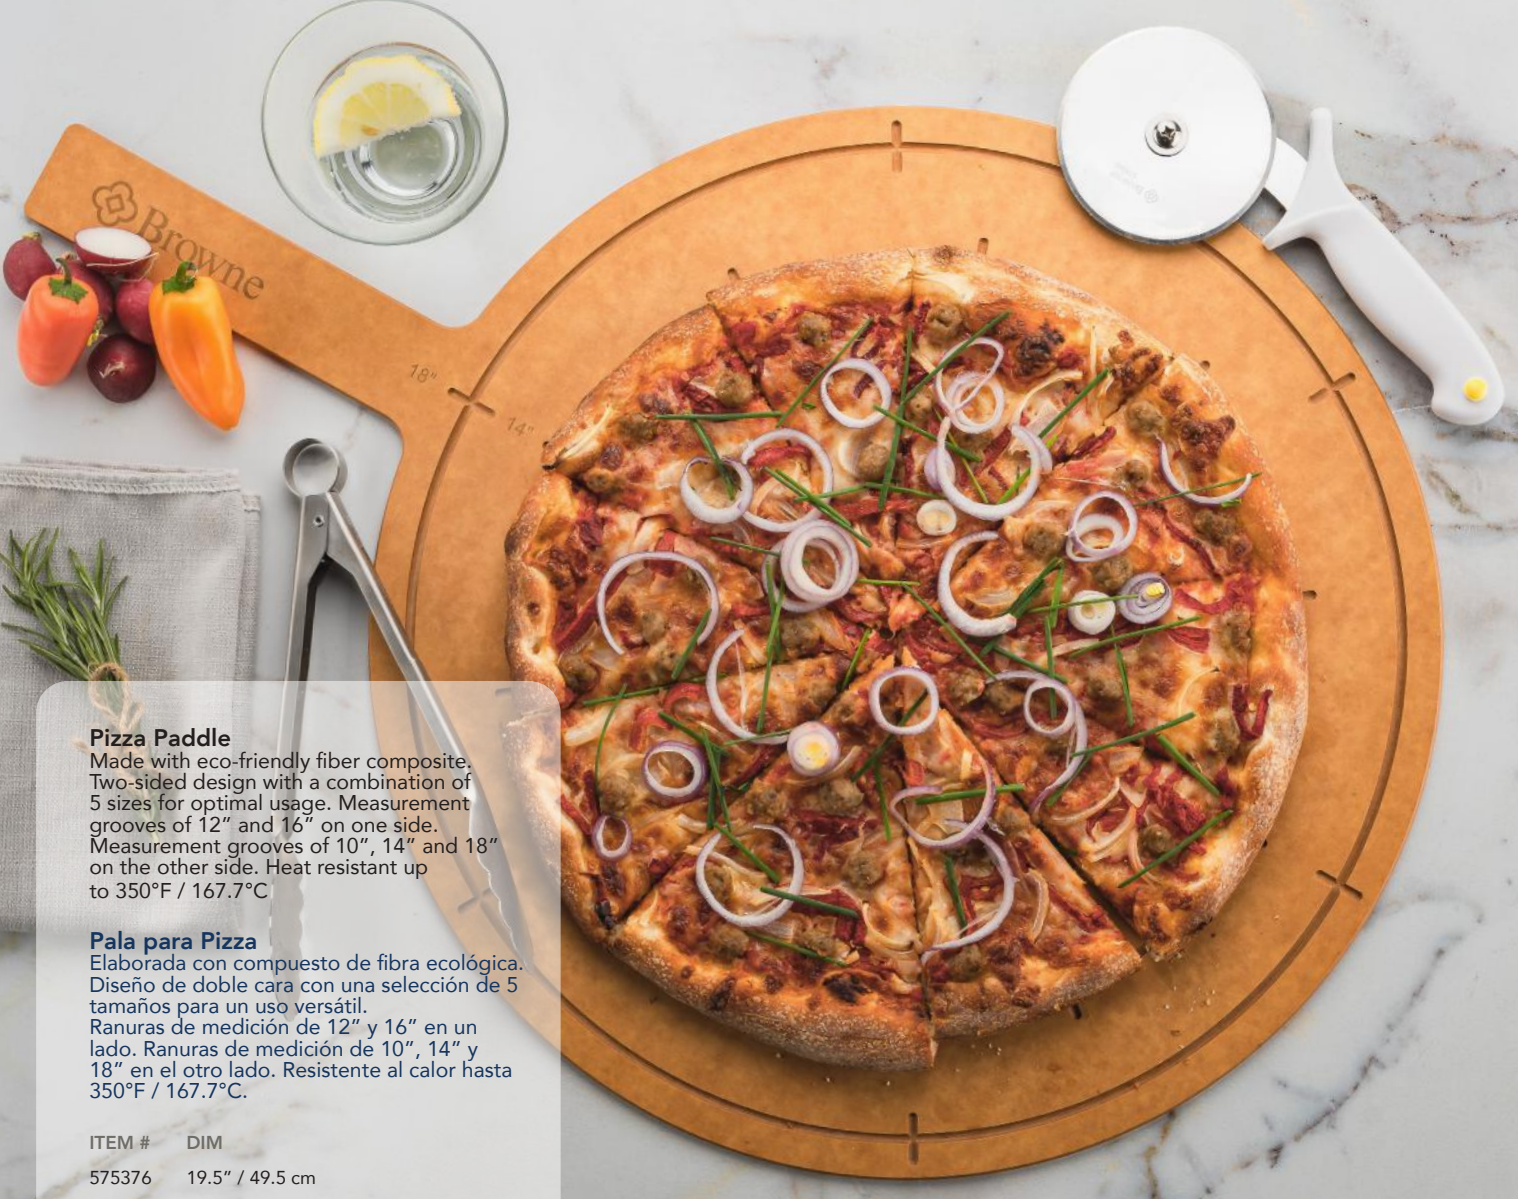 Browne
18"
14"
Pizza Paddle
Made with eco-friendly fiber composite.
Two-sided design with a combination of
5 sizes for optimal usage. Measurement
grooves of 12” and 16” on one side.
Measurement grooves of 10”, 14” and 18”
on the other side. Heat resistant up
to 350°F / 167.7°C
Pala para Pizza
Elaborada con compuesto de fibra ecológica.
Diseño de doble cara con una selección de 5
tamaños para un uso versátil.
Ranuras de medición de 12” y 16” en un
lado. Ranuras de medición de 10”, 14” y
18” en el otro lado. Resistente al calor hasta
350°F / 167.7°C.
ITEM # DIM
575376 19.5” / 49.5 cm